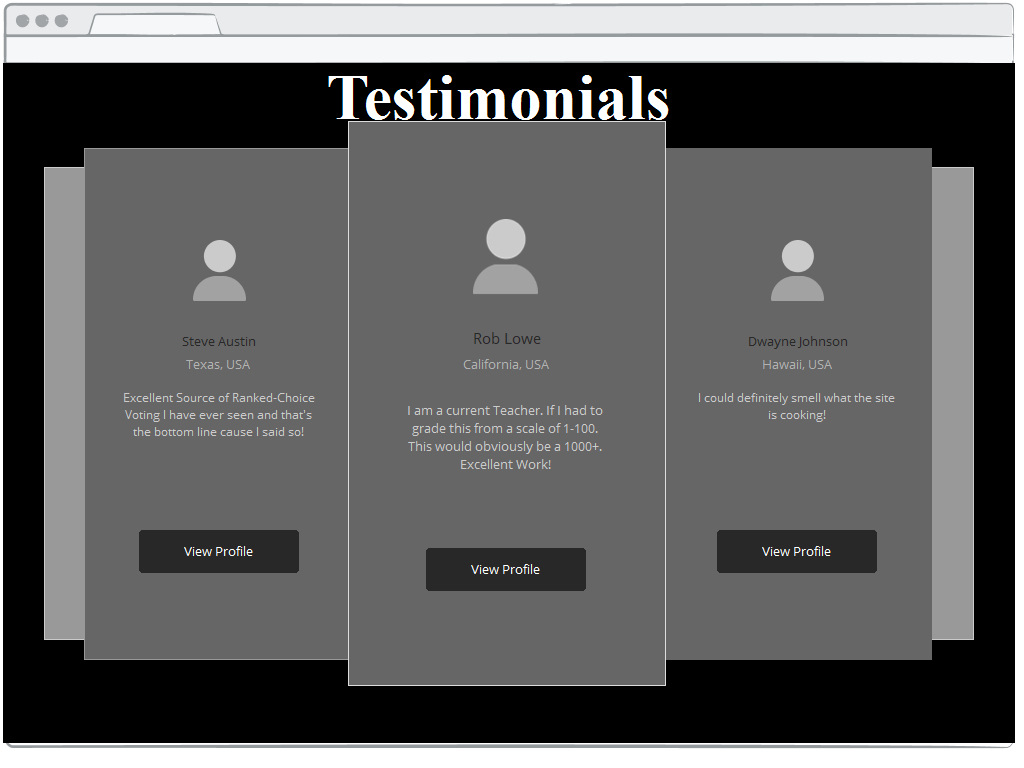 Testimonials
Steve Austin
Texas, USA
Excellent Source of Ranked-Choice
Voting I have ever seen and that's
the bottom line cause I said so!
View Profile
Rob Lowe
California, USA
I am a current Teacher. If I had to
grade this from a scale of 1-100.
This would obviously be a 1000+.
Excellent Work!
View Profile
Dwayne Johnson
Hawaii, USA
I could definitely smell what the site
is cooking!
View Profile